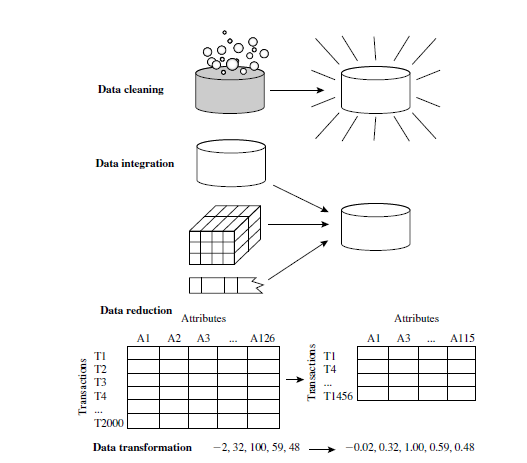 Data cleaning
Data integration
Data reduction
Attributes
Attributes
A1 A2 A3 ... A126
A1 A3 ... A115
Transactions
T1
T2
T3
T4
...
T2000
Transactions
T1
T4
...
T1456
Data transformation −2, 32, 100, 59, 48 −0.02, 0.32, 1.00, 0.59, 0.48